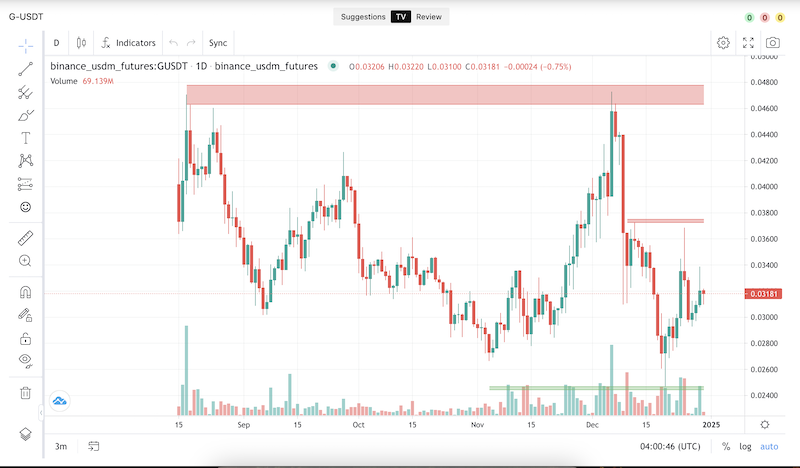 G-USDT
Suggestions TV Review
0 0 0
D Indicators Sync
binance_usdm_futures:GUSDT · 1D · binance_usdm_futures O0.03206 H0.03220 L0.03100 C0.03181 -0.00024 (-0.75%)
Volume 69.139M
0.05000
0.04800
0.04600
0.04400
0.04200
0.04000
0.03800
0.03600
0.03400
0.03181
0.03000
0.02800
0.02600
0.02400
15 Sep 15 Oct 15 Nov 15 Dec 15 2025
3m 04:00:46 (UTC) % log auto